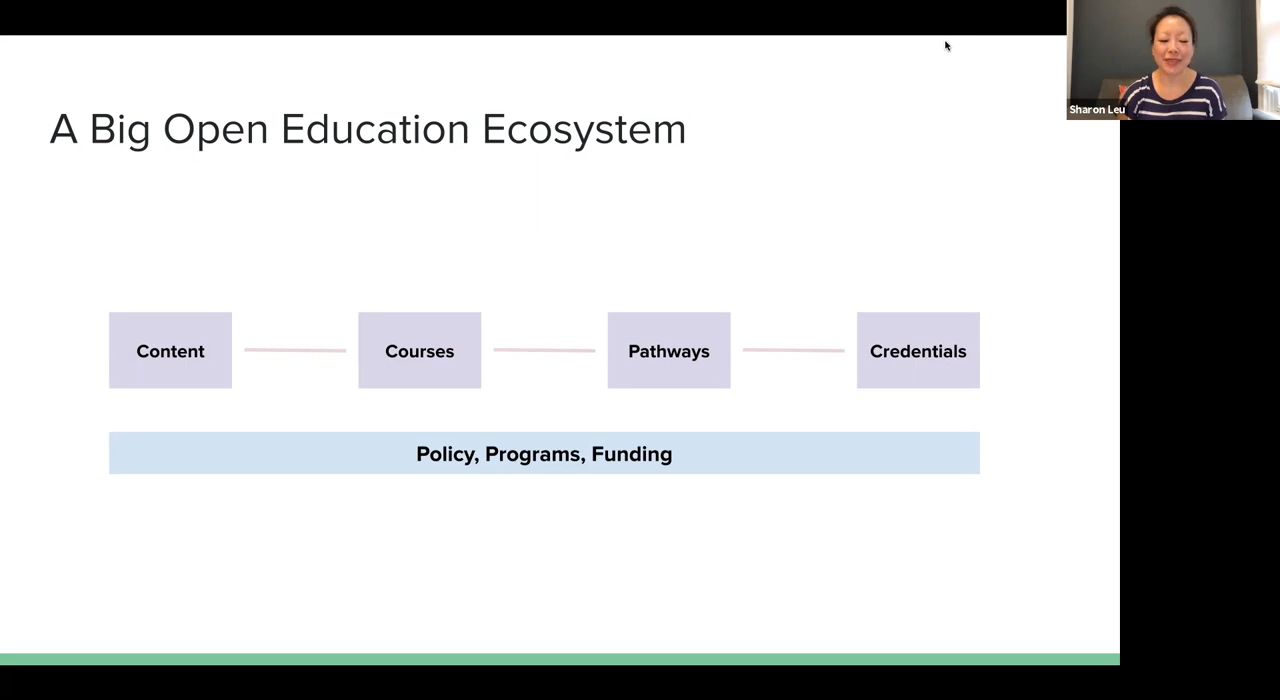 Sharon Leu
A Big Open Education Ecosystem
Content
Courses
Pathways
Credentials
Policy, Programs, Funding